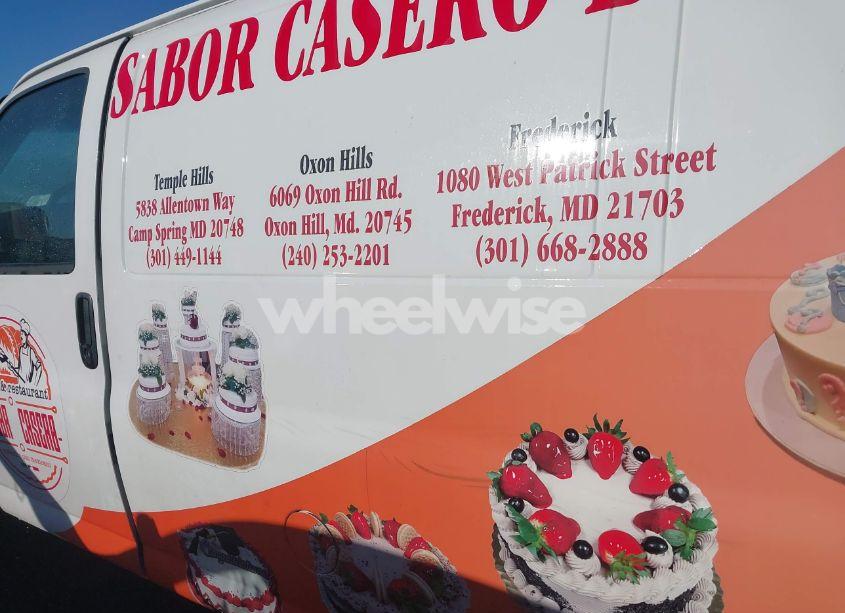 SABOR CASERO
Temple Hills
5838 Allentown Way
Camp Spring MD 20748
(301) 449-1144
Oxon Hills
6069 Oxon Hill Rd.
Oxon Hill, Md. 20745
(240) 253-2201
Frederick
1080 West Patrick Street
Frederick, MD 21703
(301) 668-2888
wheelwise
& restaurant
CASERA